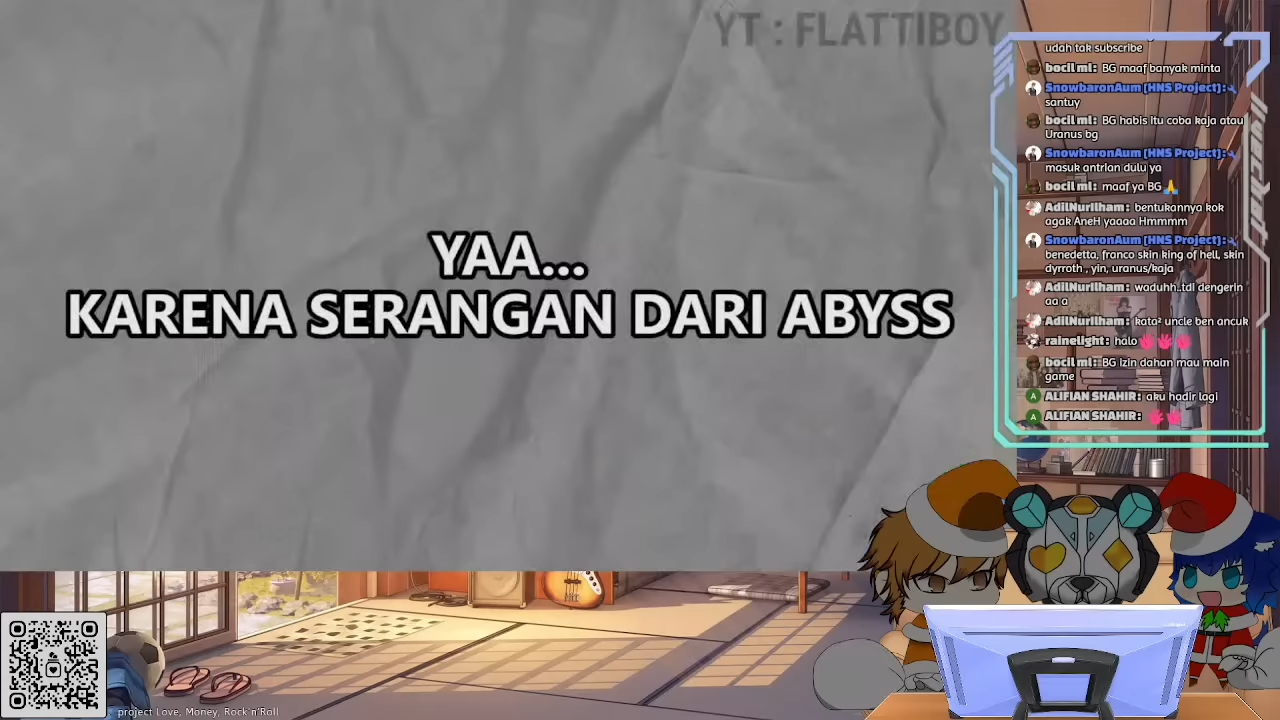 YT : FLATTIBOY
YAA...
KARENA SERANGAN DARI ABYSS
udah tak subscribe
bocil ml: BG maaf banyak minta
SnowbaronAum [HNS Project]:
santuy
bocil ml: BG habis itu coba kaja atau
Uranus bg
SnowbaronAum [HNS Project]:
masuk antrian dulu ya
bocil ml: maaf ya BG🙏
AdilNurIlham: bentukannya kok
agak AneH yaaaa Hmmmm
SnowbaronAum [HNS Project]:
benedetta, franco skin king of hell, skin
dyrroth , yin, uranus/kaja
AdilNurIlham: waduhh..tdi dengerin
aa a
AdilNurIlham: kata² uncle ben ancuk
rainelight: halo
bocil ml: BG izin dahan mau main
game
ALIFIAN SHAHIR: aku hadir lagi
ALIFIAN SHAHIR:
project Love, Money, Rock'n'Roll